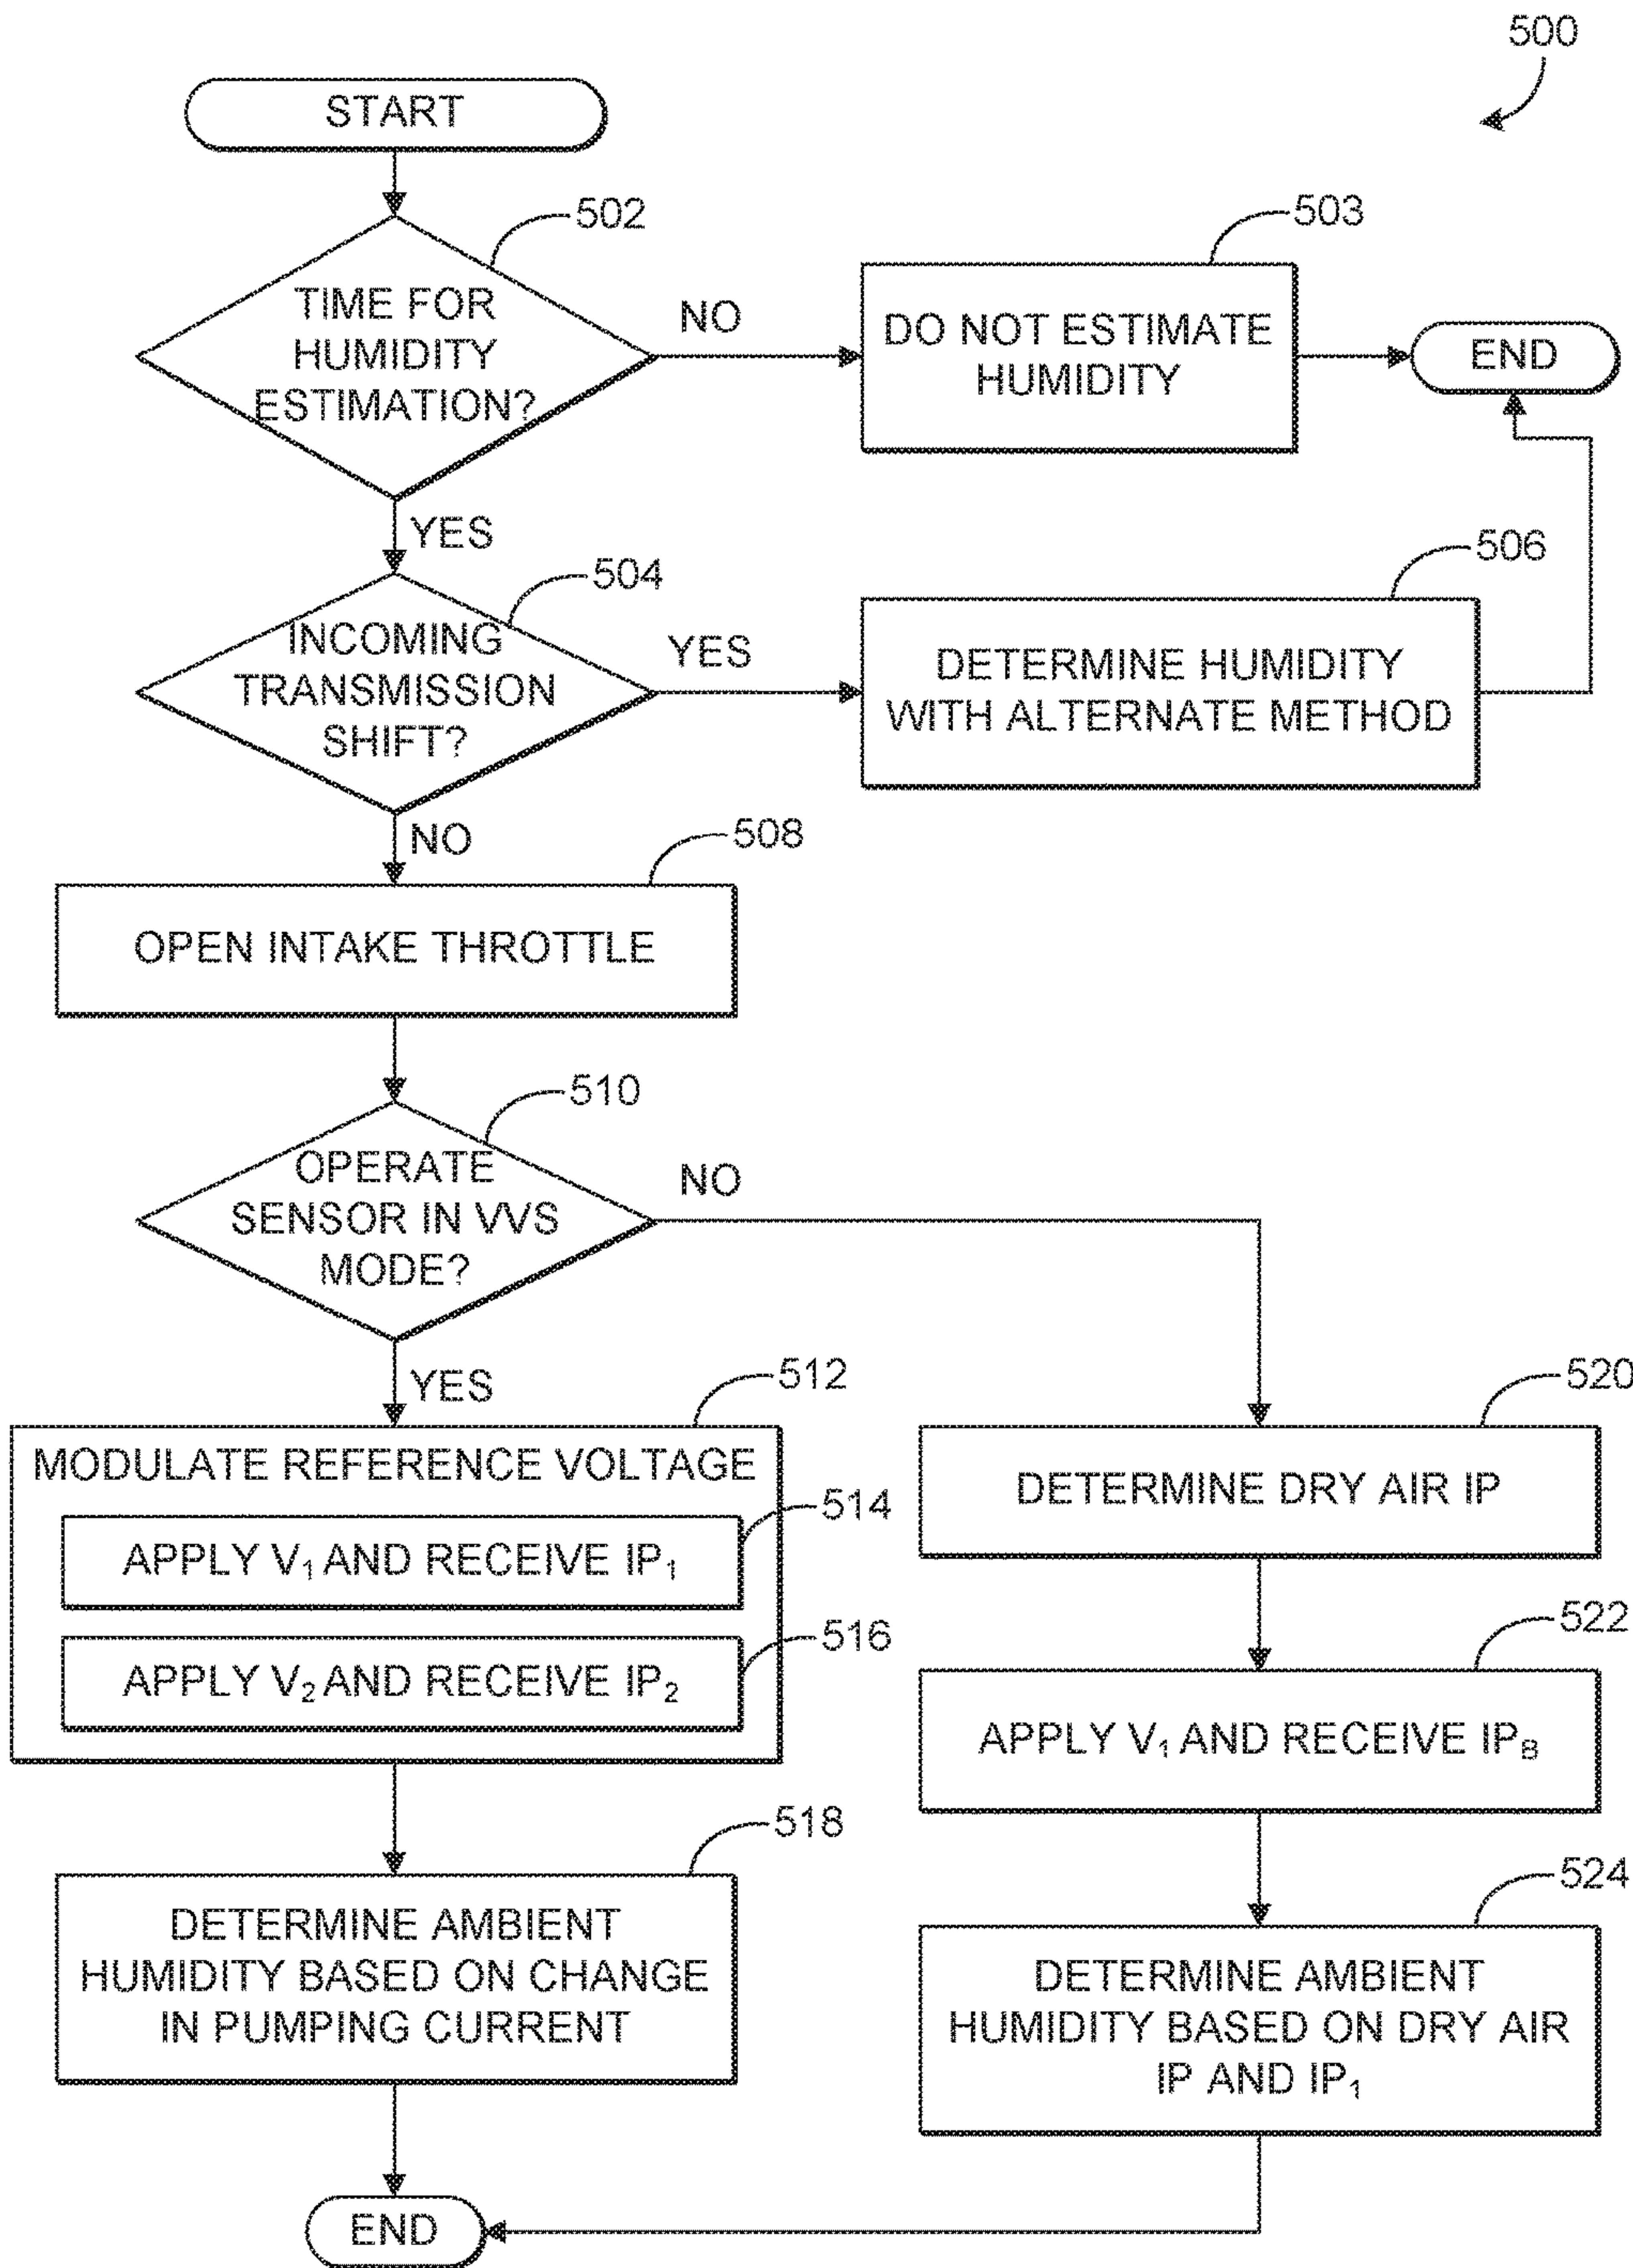 500
START
502
TIME FOR
HUMIDITY
ESTIMATION?
NO
503
DO NOT ESTIMATE
HUMIDITY
END
YES
504
INCOMING
TRANSMISSION
SHIFT?
YES
506
DETERMINE HUMIDITY
WITH ALTERNATE METHOD
NO
508
OPEN INTAKE THROTTLE
510
OPERATE
SENSOR IN VVS
MODE?
NO
YES
512
MODULATE REFERENCE VOLTAGE
514
APPLY V₁ AND RECEIVE IP₁
516
APPLY V₂ AND RECEIVE IP₂
518
DETERMINE AMBIENT
HUMIDITY BASED ON CHANGE
IN PUMPING CURRENT
520
DETERMINE DRY AIR IP
522
APPLY V₁ AND RECEIVE IP_B
524
DETERMINE AMBIENT
HUMIDITY BASED ON DRY AIR
IP AND IP₁
END